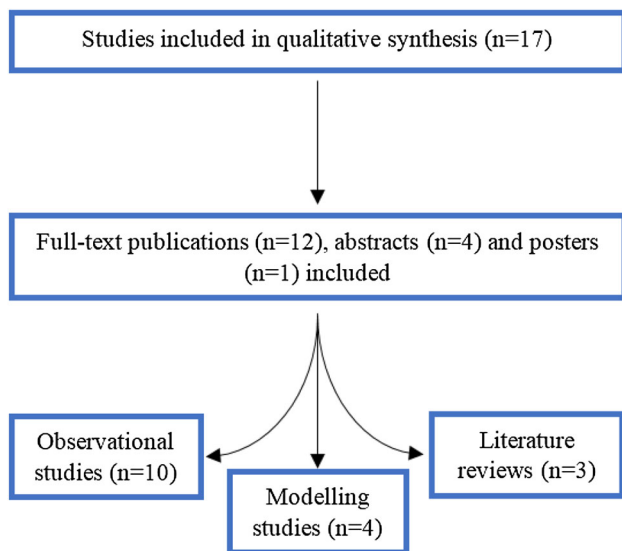 Studies included in qualitative synthesis (n=17)
Full-text publications (n=12), abstracts (n=4) and posters
(n=1) included
Observational
studies (n=10)
Modelling
studies (n=4)
Literature
reviews (n=3)